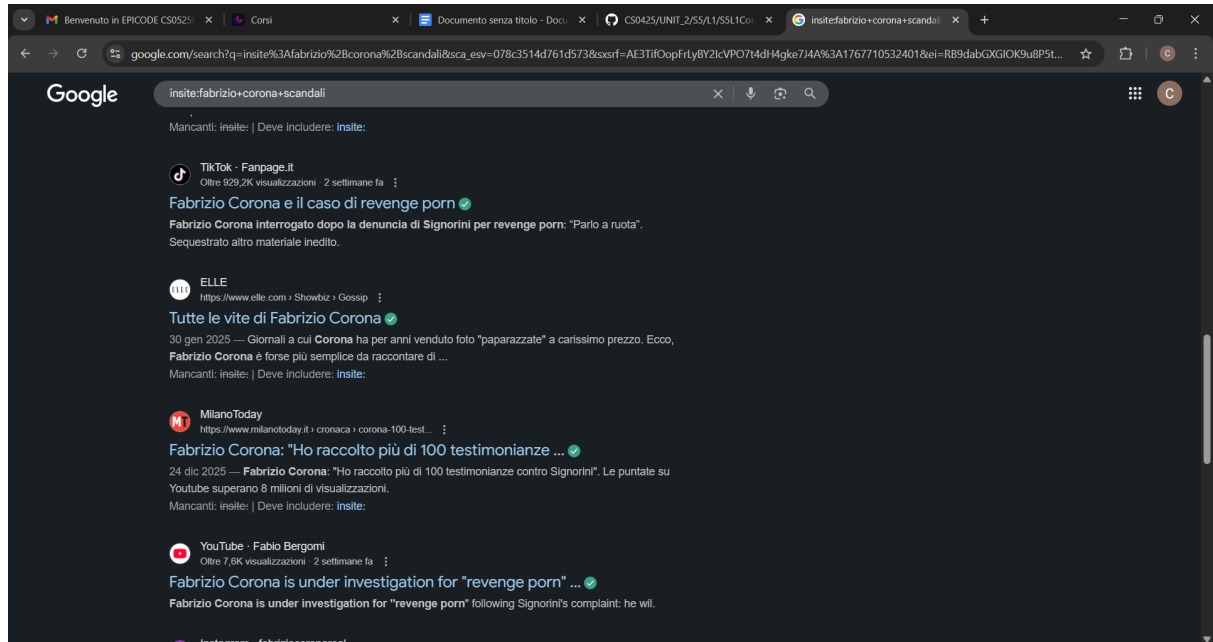 Benvenuto in EPICODE CS0525
Corsi
Documento senza titolo - Docu
CS0425/UNIT_2/S5/L1/S5L1Cor
insite:fabrizio+corona+scandali
google.com/search?q=insite%3Afabrizio%2Bcorona%2Bscandali&sca_esv=078c3514d761d573&sxsrf=AE3TifOopFrLyBY2IcVPO7t4dH4gke7J4A%3A1767710532401&ei=RB9dabGXGIOK9u8P5t...
C
Google
insite:fabrizio+corona+scandali
C
Mancanti: insite: | Deve includere: insite:
TikTok · Fanpage.it
Oltre 929,2K visualizzazioni · 2 settimane fa
Fabrizio Corona e il caso di revenge porn
Fabrizio Corona interrogato dopo la denuncia di Signorini per revenge porn: “Parlo a ruota”.
Sequestrato altro materiale inedito.
ELLE
ELLE
https://www.elle.com › Showbiz › Gossip
Tutte le vite di Fabrizio Corona
30 gen 2025 — Giornali a cui Corona ha per anni venduto foto "paparazzate" a carissimo prezzo. Ecco,
Fabrizio Corona è forse più semplice da raccontare di ...
Mancanti: insite: | Deve includere: insite:
MT
MilanoToday
https://www.milanotoday.it › cronaca › corona-100-test...
Fabrizio Corona: "Ho raccolto più di 100 testimonianze ...
24 dic 2025 — Fabrizio Corona: "Ho raccolto più di 100 testimonianze contro Signorini". Le puntate su
Youtube superano 8 milioni di visualizzazioni.
Mancanti: insite: | Deve includere: insite:
YouTube · Fabio Bergomi
Oltre 7,6K visualizzazioni · 2 settimane fa
Fabrizio Corona is under investigation for "revenge porn" ...
Fabrizio Corona is under investigation for "revenge porn" following Signorini's complaint: he wil.